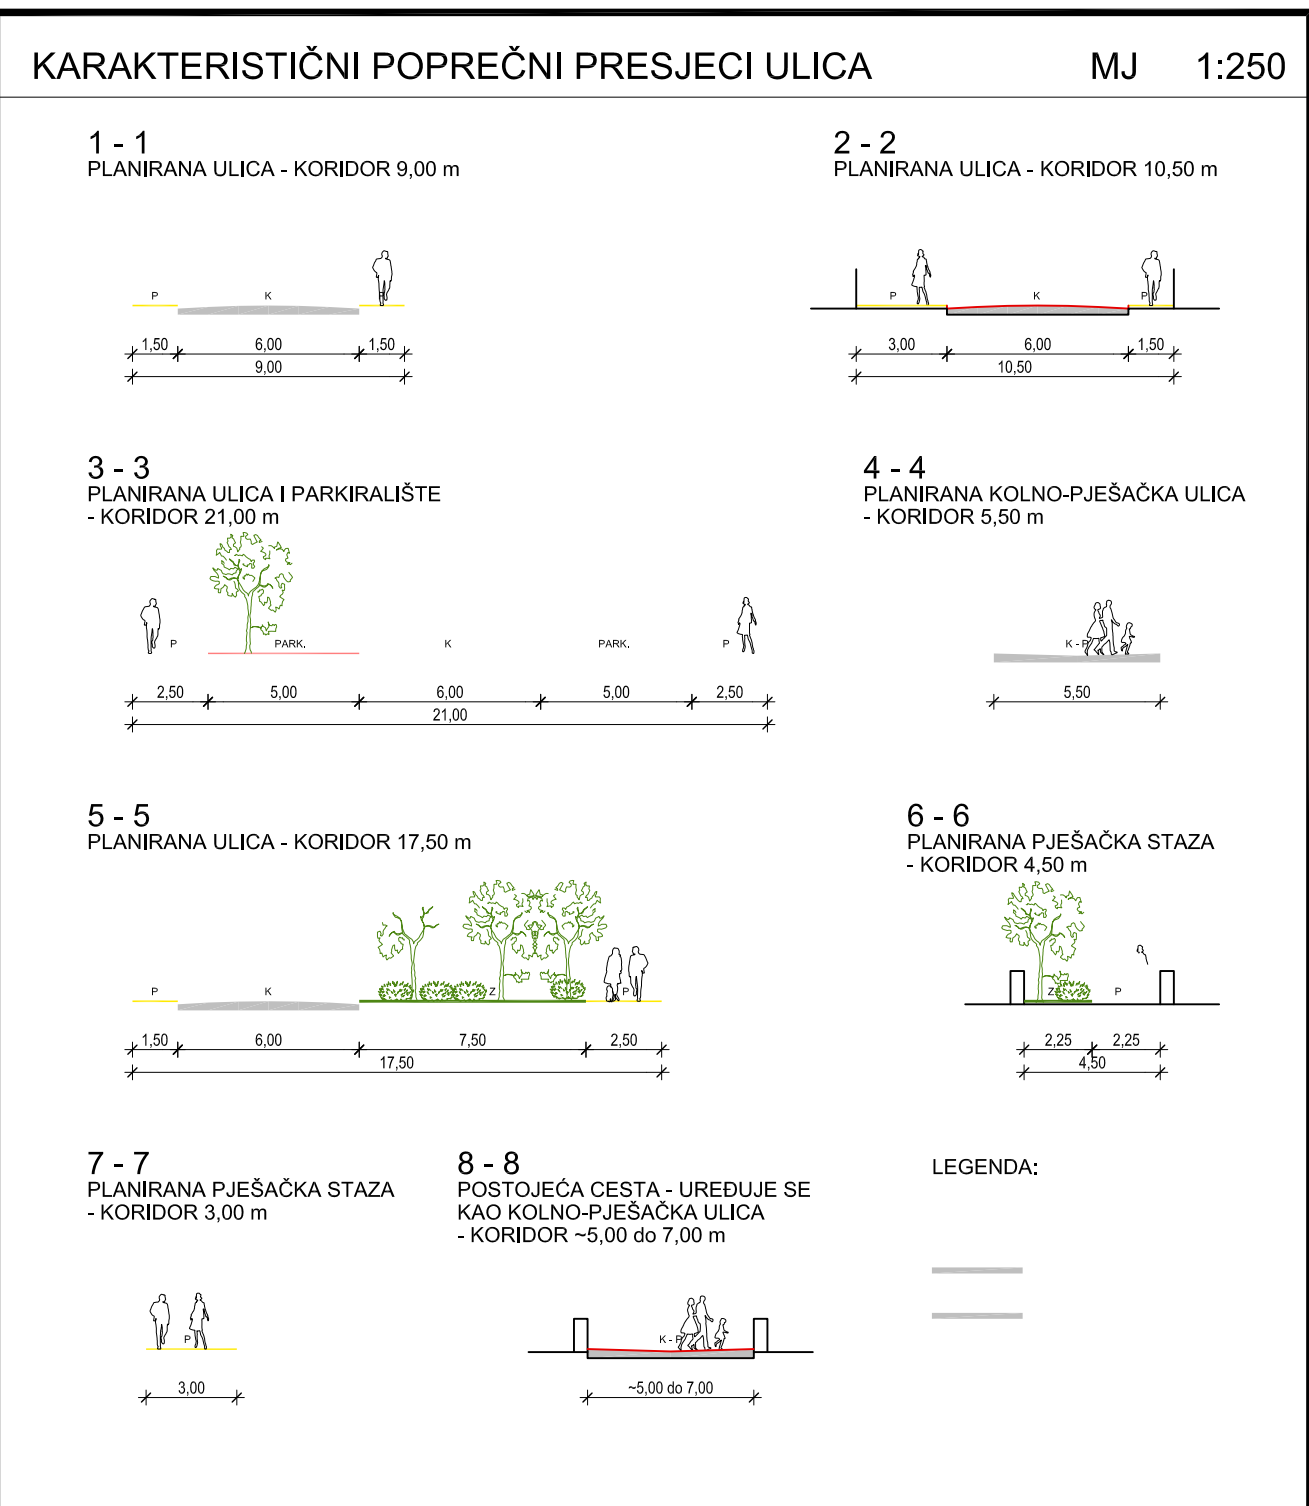 KARAKTERISTIČNI POPREČNI PRESJECI ULICA MJ 1:250
1 - 1
PLANIRANA ULICA - KORIDOR 9,00 m
P K P
1,50 6,00 1,50
9,00
2 - 2
PLANIRANA ULICA - KORIDOR 10,50 m
P K P
3,00 6,00 1,50
10,50
3 - 3
PLANIRANA ULICA I PARKIRALIŠTE
- KORIDOR 21,00 m
P PARK. K PARK. P
2,50 5,00 6,00 5,00 2,50
21,00
4 - 4
PLANIRANA KOLNO-PJEŠAČKA ULICA
- KORIDOR 5,50 m
K - P
5,50
5 - 5
PLANIRANA ULICA - KORIDOR 17,50 m
P K Z P
1,50 6,00 7,50 2,50
17,50
6 - 6
PLANIRANA PJEŠAČKA STAZA
- KORIDOR 4,50 m
Z P
2,25 2,25
4,50
7 - 7
PLANIRANA PJEŠAČKA STAZA
- KORIDOR 3,00 m
P
3,00
8 - 8
POSTOJEĆA CESTA - UREĐUJE SE
KAO KOLNO-PJEŠAČKA ULICA
- KORIDOR ~5,00 do 7,00 m
K - P
~5,00 do 7,00
LEGENDA: